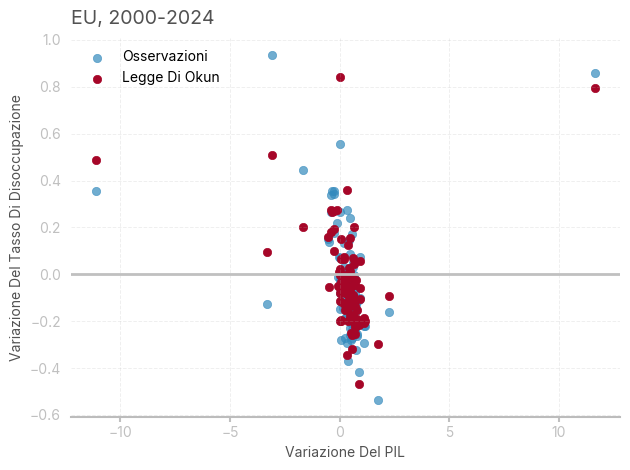 EU, 2000-2024
1.0
0.8
0.6
0.4
0.2
0.0
−0.2
−0.4
−0.6
Osservazioni
Legge Di Okun
Variazione Del Tasso Di Disoccupazione
−10
−5
0
5
10
Variazione Del PIL